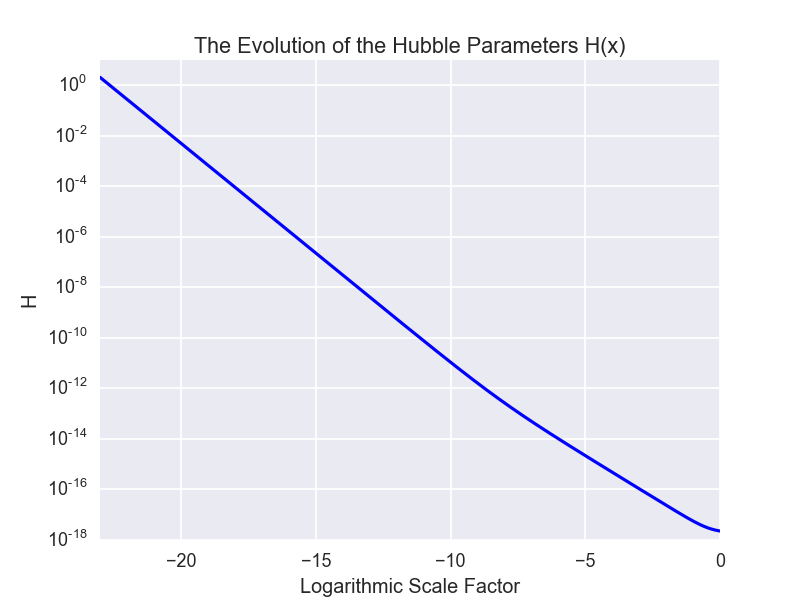 The Evolution of the Hubble Parameters H(x)
10^0
10^-2
10^-4
10^-6
10^-8
10^-10
10^-12
10^-14
10^-16
10^-18
H
−20 −15 −10 −5 0
Logarithmic Scale Factor